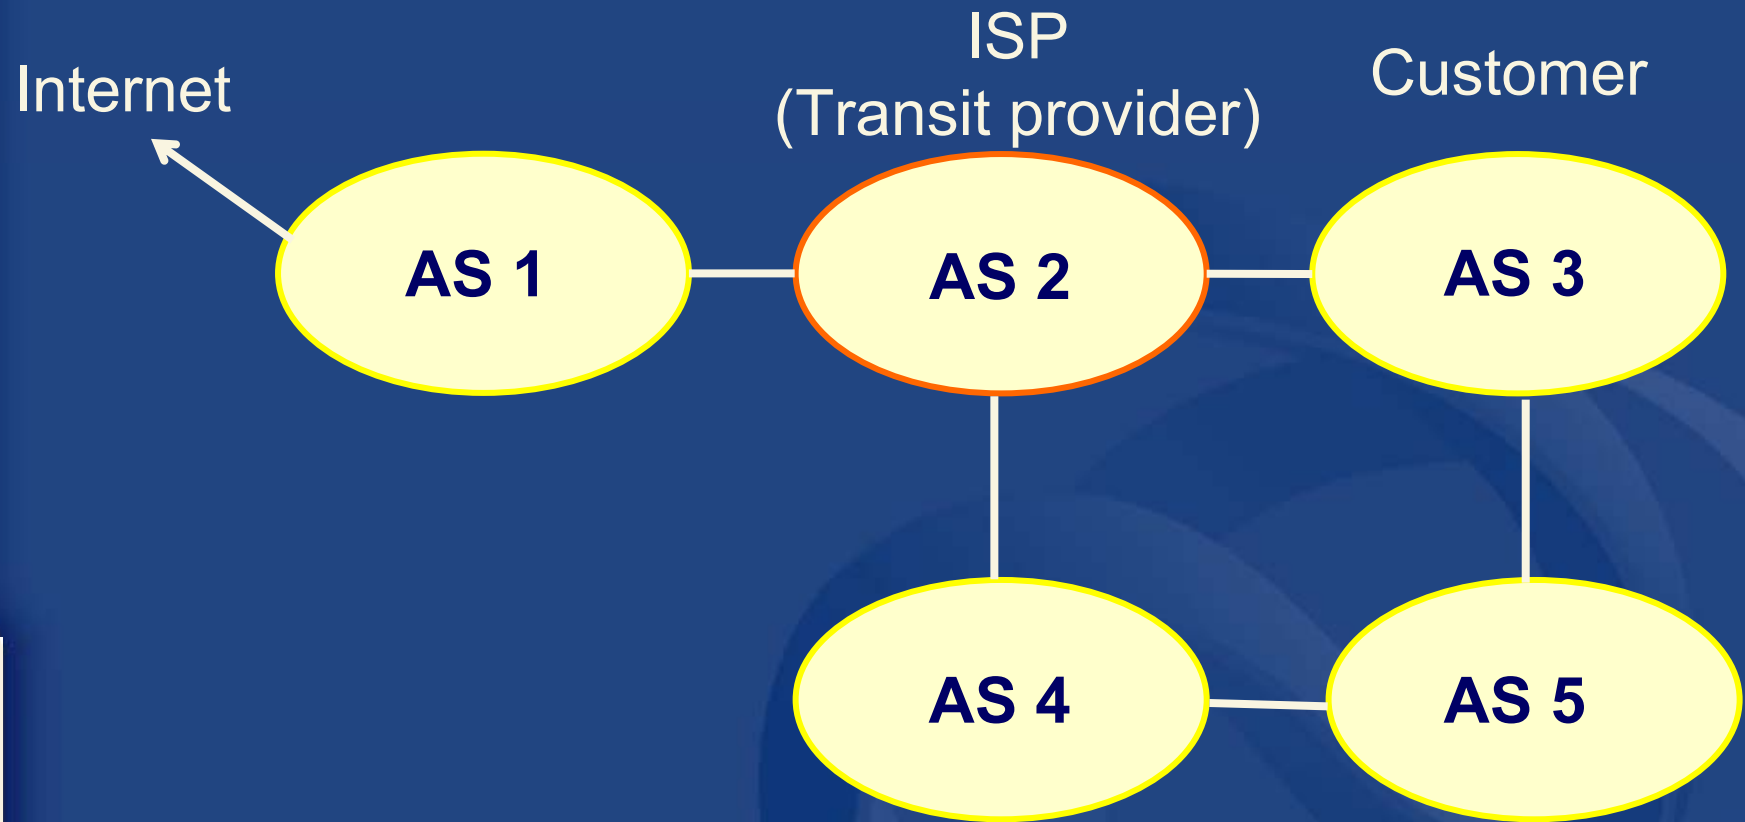 Internet
ISP
(Transit provider)
Customer
AS 1
AS 2
AS 3
AS 4
AS 5